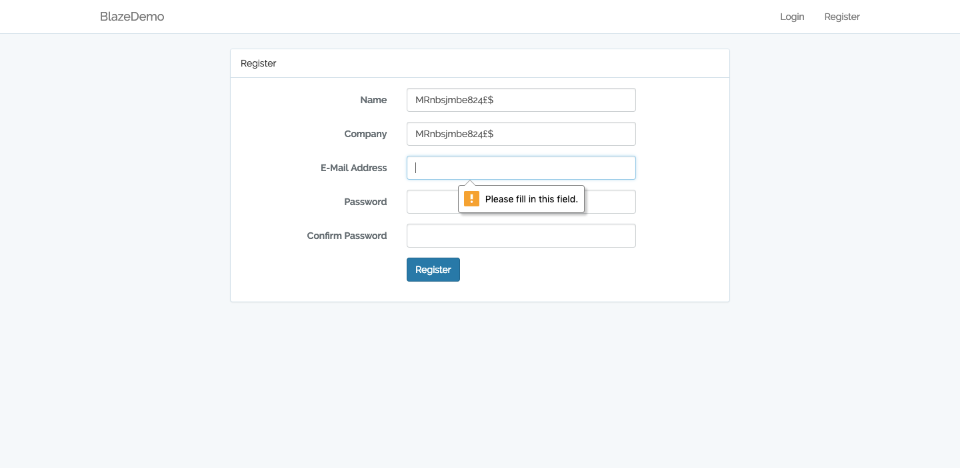 BlazeDemo
Login Register
Register
Name MRnbsjmbe824£$
Company MRnbsjmbe824£$
E-Mail Address
Please fill in this field.
Password
Confirm Password
Register